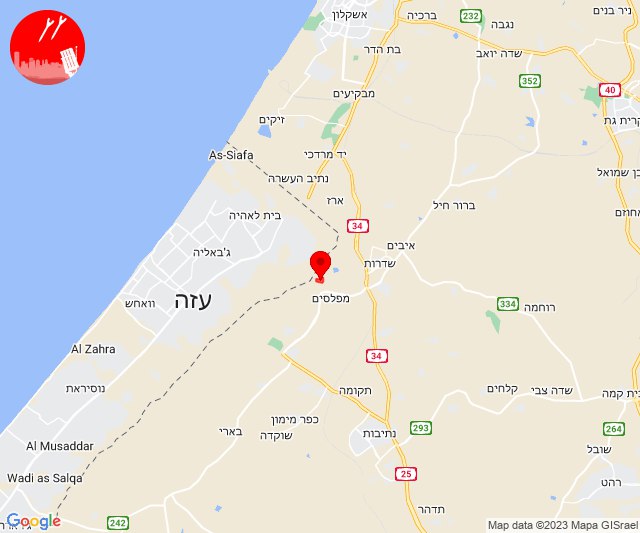 ניר בנים
אשקלון
ברכיה
232
נגבה
בת הדר
שדה יואב
352
מבקיעים
40
זיקים
קרית גת
As-Siafa
יד מרדכי
נתיב העשרה
ארז
בית לאהיה
ברור חיל
אחוזם
34
ג'באליה
איבים
שדרות
עזה
וואחש
מפלסים
334
רוחמה
Al Zahra
34
נוסיראת
תקומה
שדה צבי
קלחים
בית קמה
כפר מימון
שוקדה
בארי
293
נתיבות
264
Al Musaddar
שובל
25
Wadi as Salqa
רהט
תדהר
242
Google
Map data ©2023 Mapa GISrael